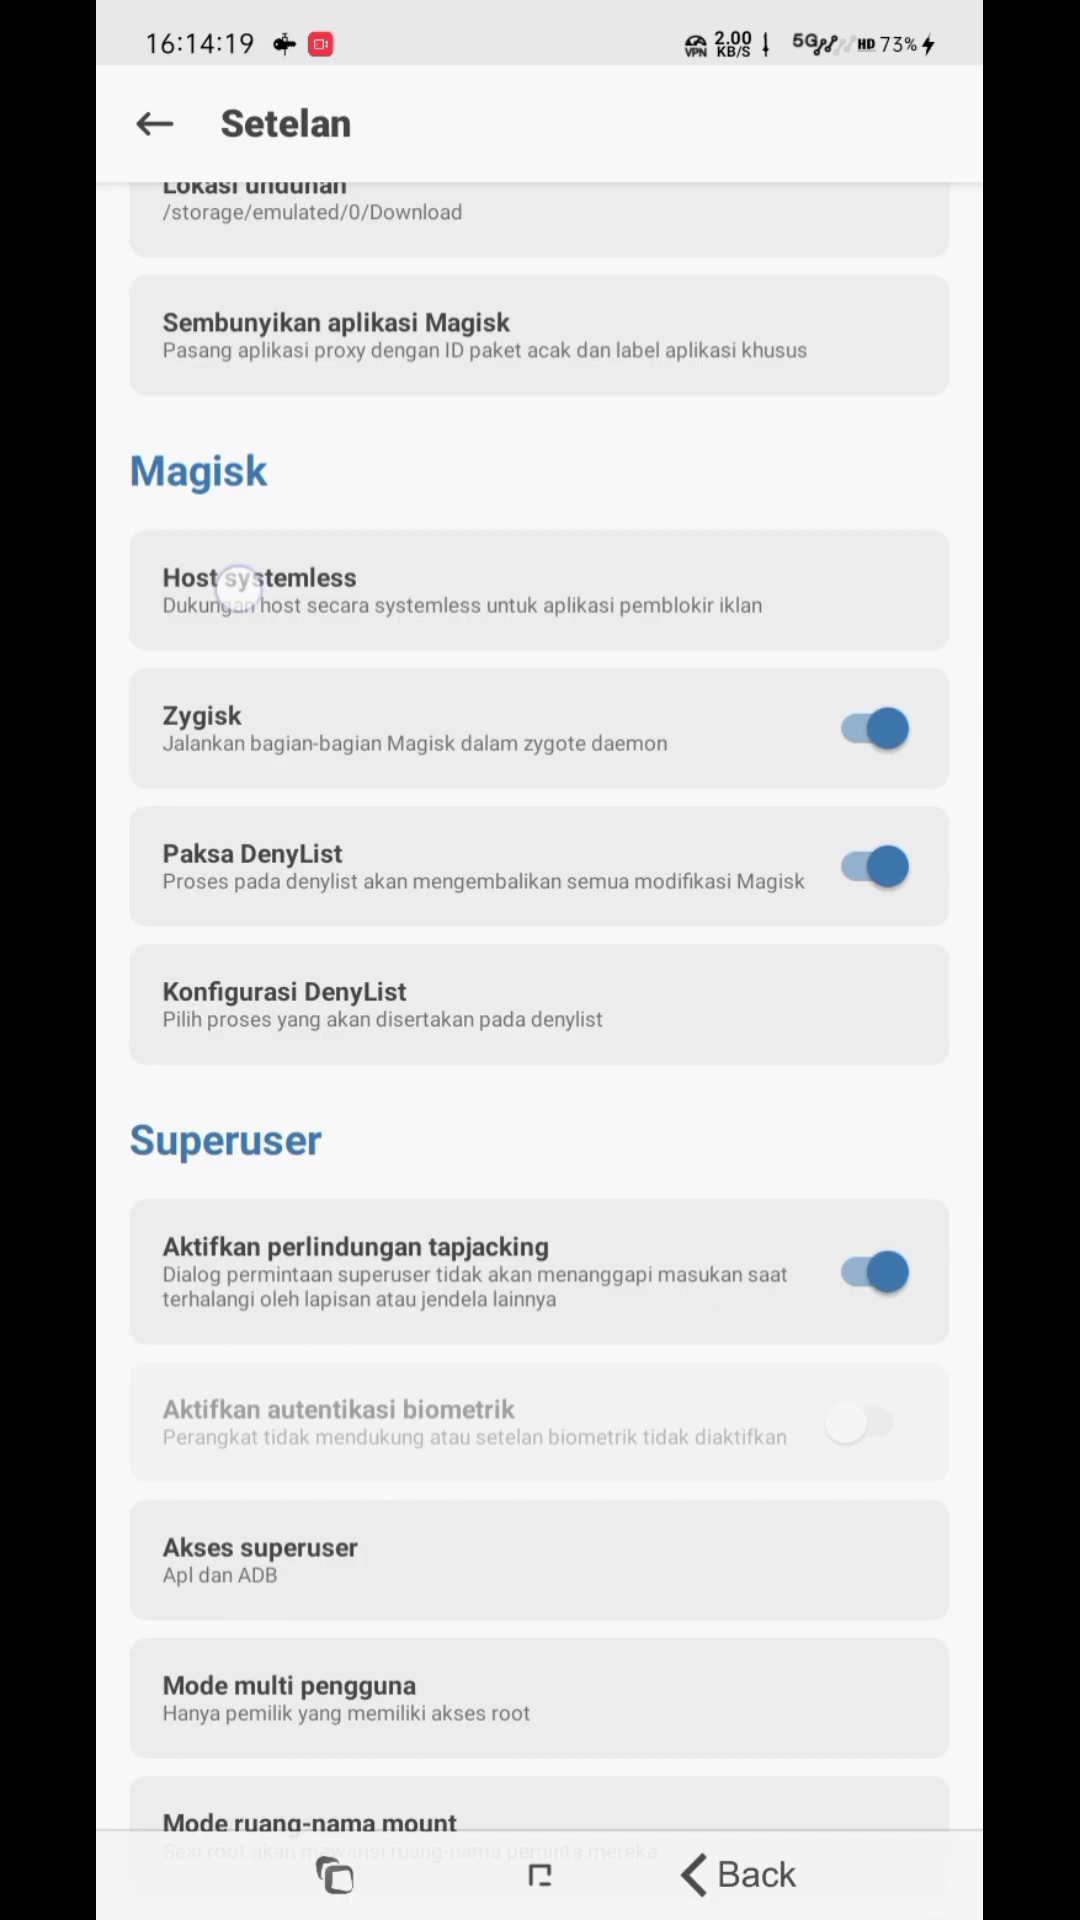 16:14:19
VPN 2.00 KB/S 5G HD 73%
Setelan
Lokasi unduhan
/storage/emulated/0/Download
Sembunyikan aplikasi Magisk
Pasang aplikasi proxy dengan ID paket acak dan label aplikasi khusus
Magisk
Host systemless
Dukungan host secara systemless untuk aplikasi pemblokir iklan
Zygisk
Jalankan bagian-bagian Magisk dalam zygote daemon
Paksa DenyList
Proses pada denylist akan mengembalikan semua modifikasi Magisk
Konfigurasi DenyList
Pilih proses yang akan disertakan pada denylist
Superuser
Aktifkan perlindungan tapjacking
Dialog permintaan superuser tidak akan menanggapi masukan saat
terhalangi oleh lapisan atau jendela lainnya
Aktifkan autentikasi biometrik
Perangkat tidak mendukung atau setelan biometrik tidak diaktifkan
Akses superuser
Apl dan ADB
Mode multi pengguna
Hanya pemilik yang memiliki akses root
Mode ruang-nama mount
Sesi root akan mewarisi ruang-nama peminta mereka
Back